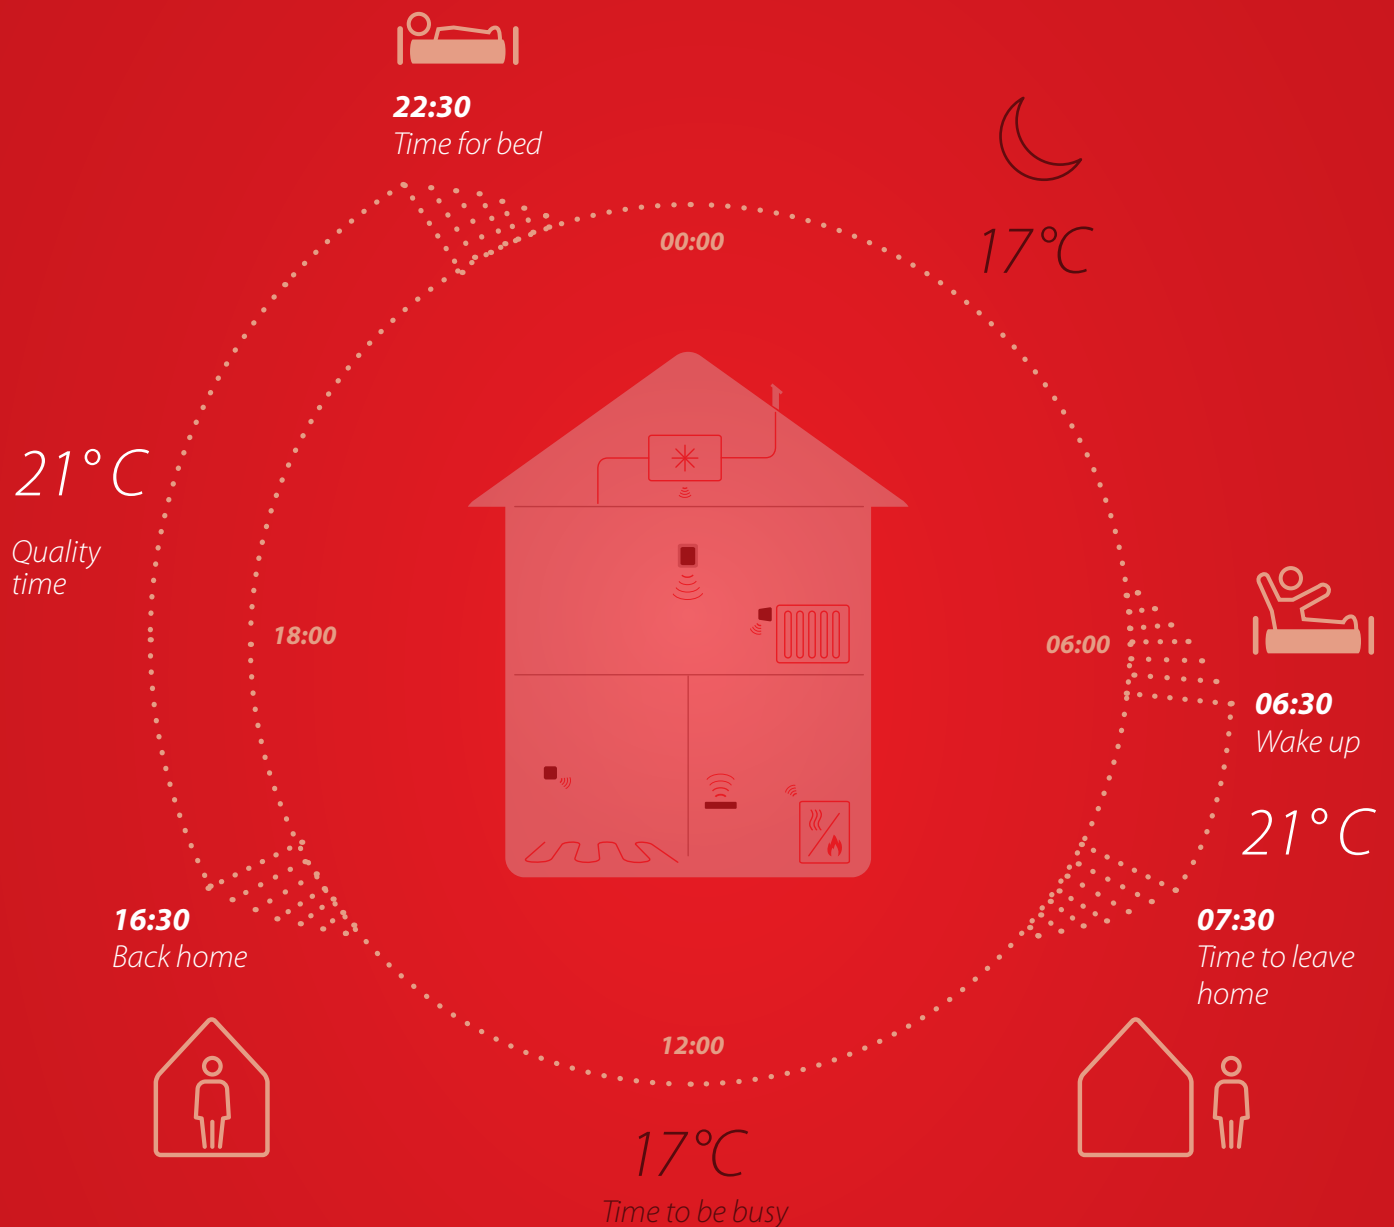 22:30
Time for bed
17°C
00:00
21°C
Quality
time
18:00
06:00
06:30
Wake up
21°C
16:30
Back home
07:30
Time to leave
home
12:00
17°C
Time to be busy